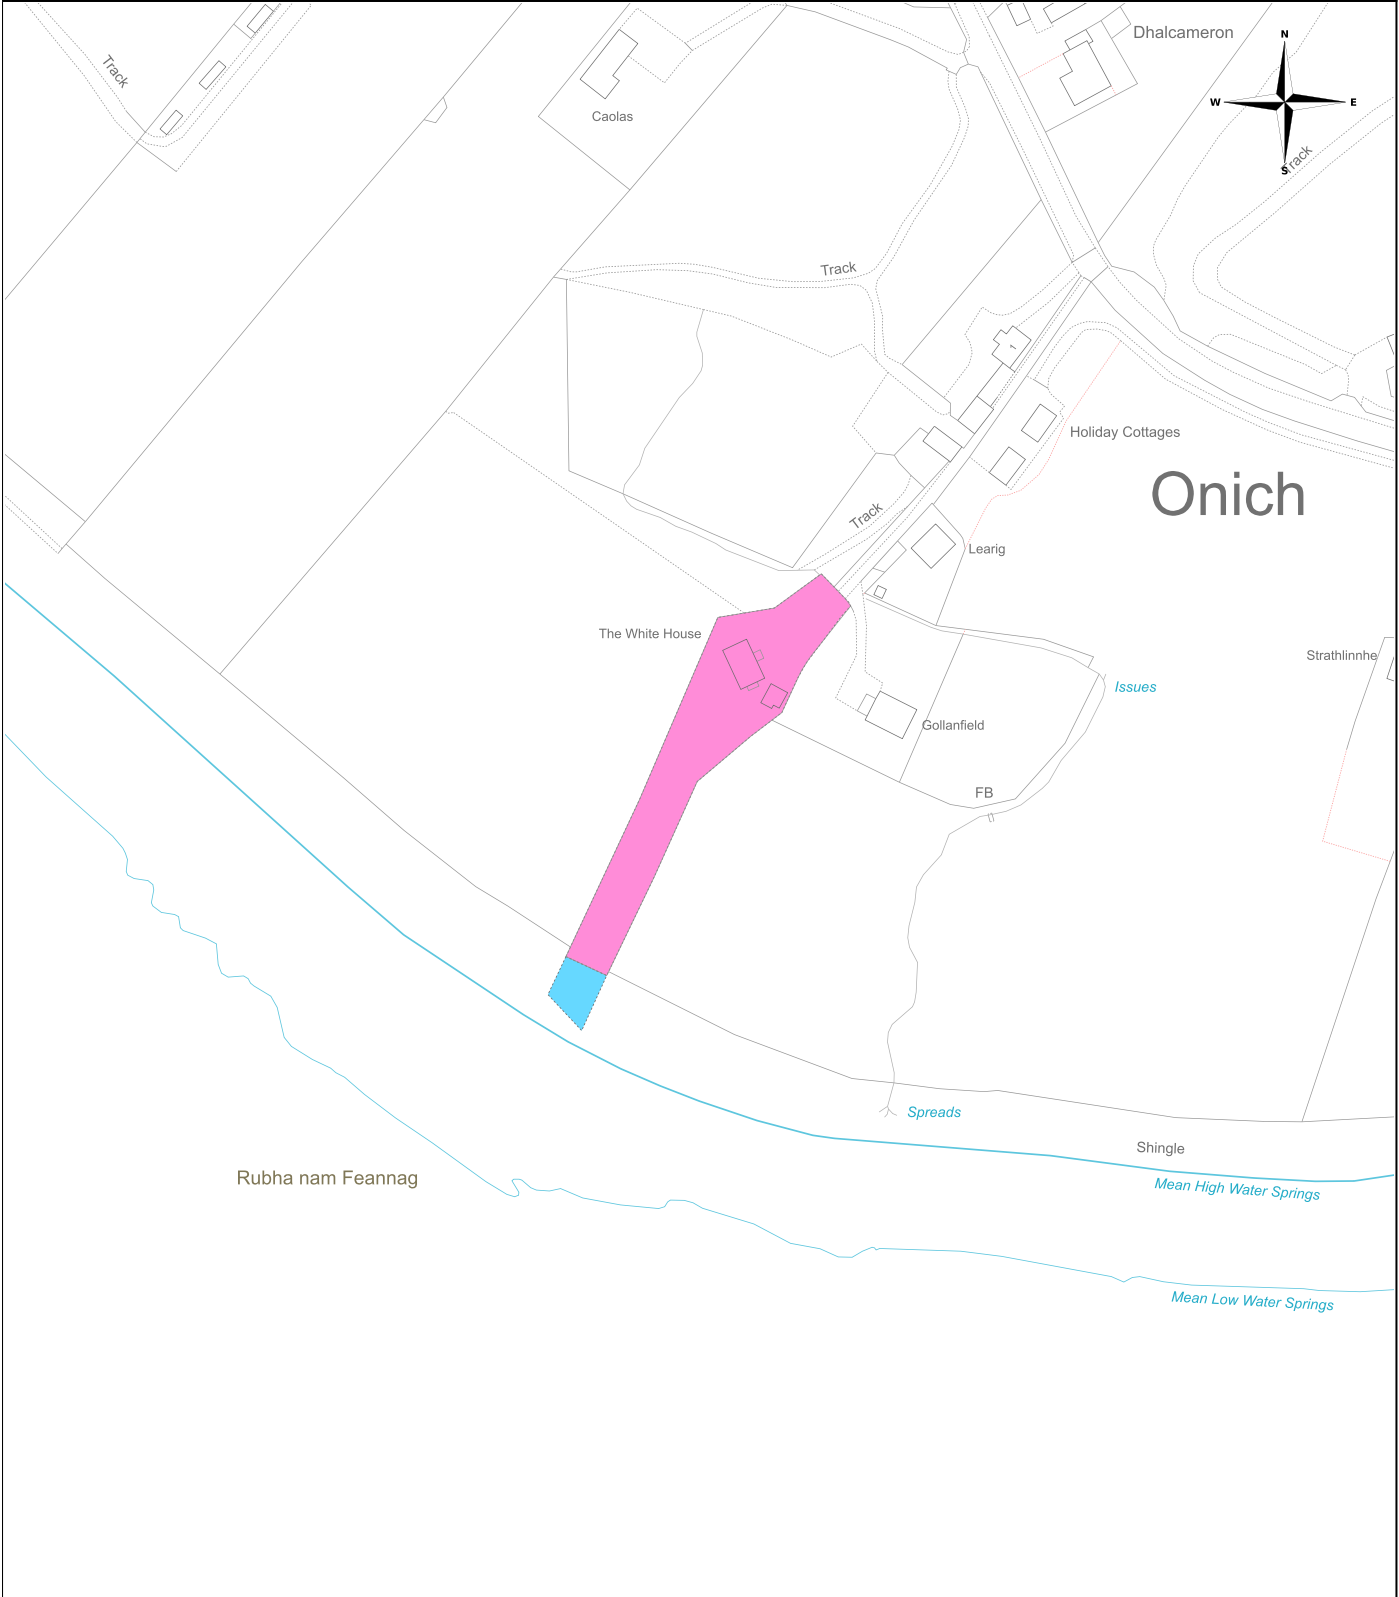 Dhalcameron
N
W
E
S
Track
Track
Caolas
Track
1
Holiday Cottages
Onich
Track
Learig
The White House
Strathlinnhe
Issues
Gollanfield
FB
Spreads
Shingle
Rubha nam Feannag
Mean High Water Springs
Mean Low Water Springs